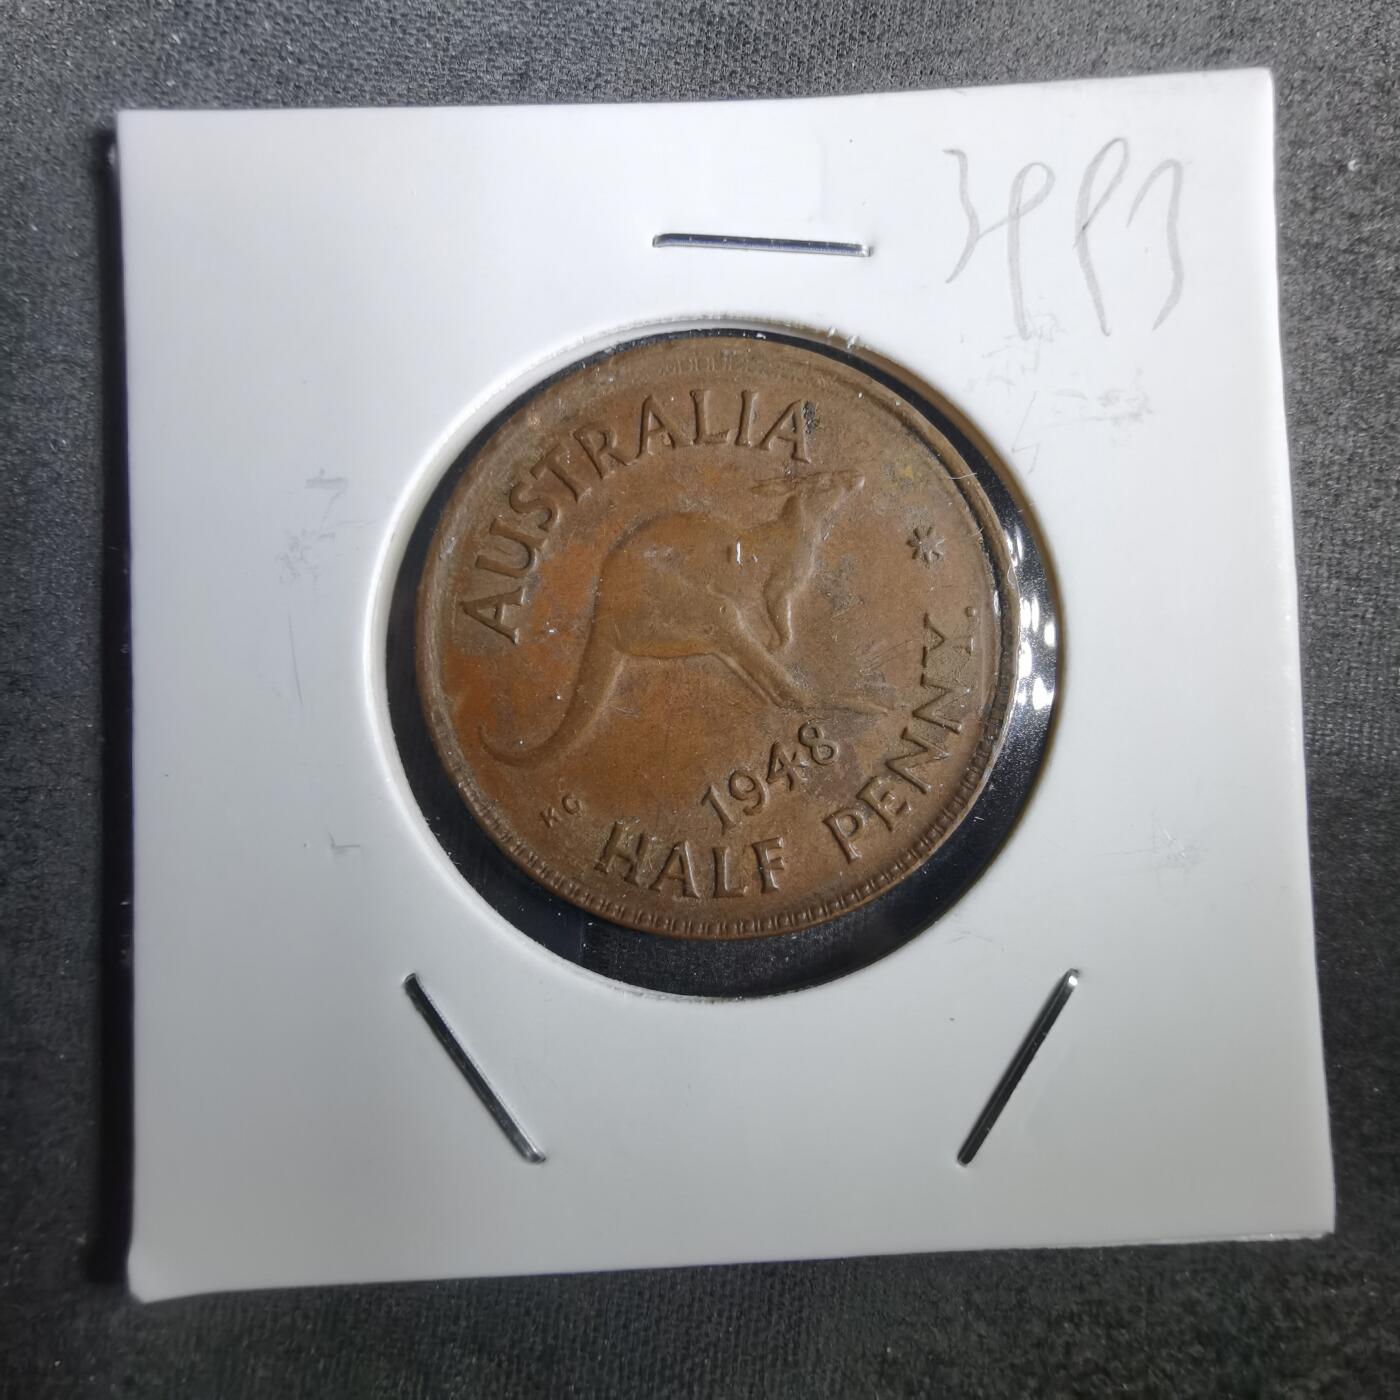 AUSTRALIA
1948
KG
HALF PENNY.